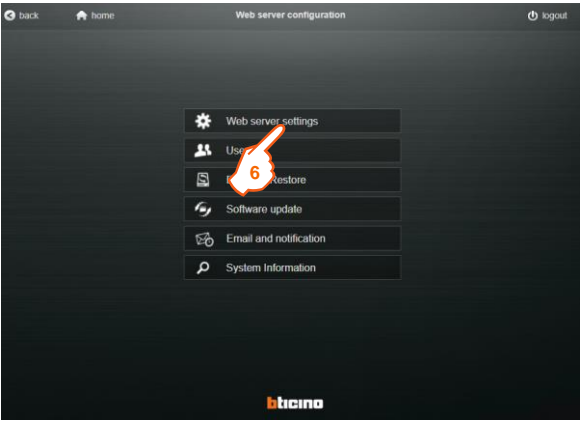 back
home
Web server configuration
logout
Web server settings
Use
6
Restore
Software update
Email and notification
System Information
bticino